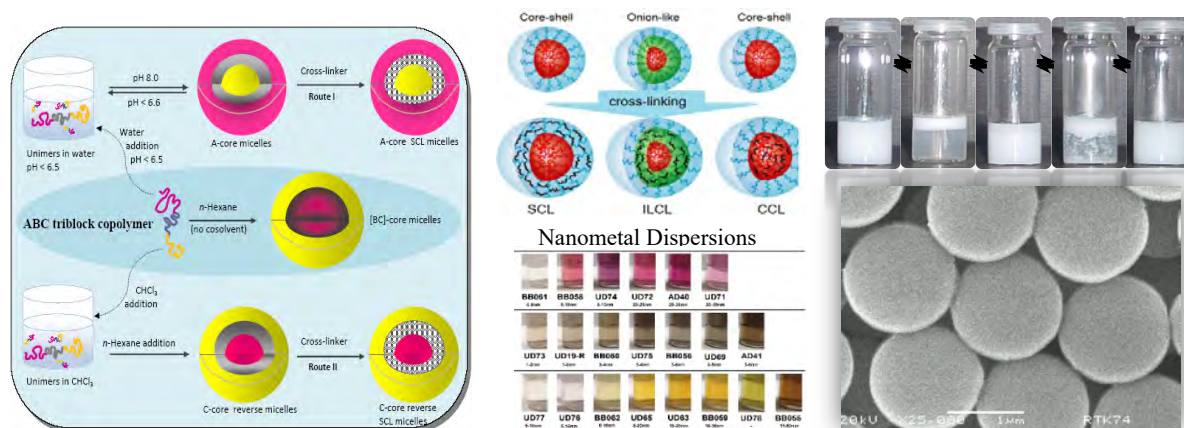 pH 8.0
pH < 6.6
Cross-linker
Route I
Unimers in water
pH < 6.5
Water
addition
pH <6.5
A-core micelles
A-core SCL micelles
ABC triblock copolymer
n-Hexane
(no cosolvent)
[BC]-core micelles
CHCl3
addition
Unimers in CHCl3
n-Hexane addition
Cross-linker
Route II
C-core reverse micelles
C-core reverse
SCL micelles
Core-shell
Onion-like
Core-shell
cross-linking
SCL
ILCL
CCL
Nanometal Dispersions
BB061
BB058
UD74
UD72
AD40
UD71
UD73
UD19-R
BB060
UD75
BB056
UD69
AD41
UD77
UD76
BB062
UD65
UD63
BB059
UD78
BB055
20kU
X25,000
1µm
RTK74